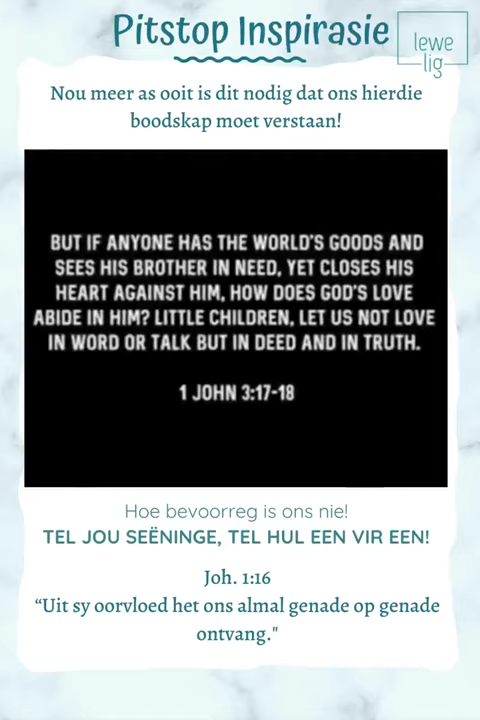 Pitstop Inspirasie
lewe
lig
Nou meer as ooit is dit nodig dat ons hierdie
boodskap moet verstaan!
BUT IF ANYONE HAS THE WORLD'S GOODS AND
SEES HIS BROTHER IN NEED, YET CLOSES HIS
HEART AGAINST HIM, HOW DOES GOD'S LOVE
ABIDE IN HIM? LITTLE CHILDREN, LET US NOT LOVE
IN WORD OR TALK BUT IN DEED AND IN TRUTH.
1 JOHN 3:17-18
Hoe bevoorreg is ons nie!
TEL JOU SEËNINGE, TEL HUL EEN VIR EEN!
Joh. 1:16
“Uit sy oorvloed het ons almal genade op genade
ontvang."